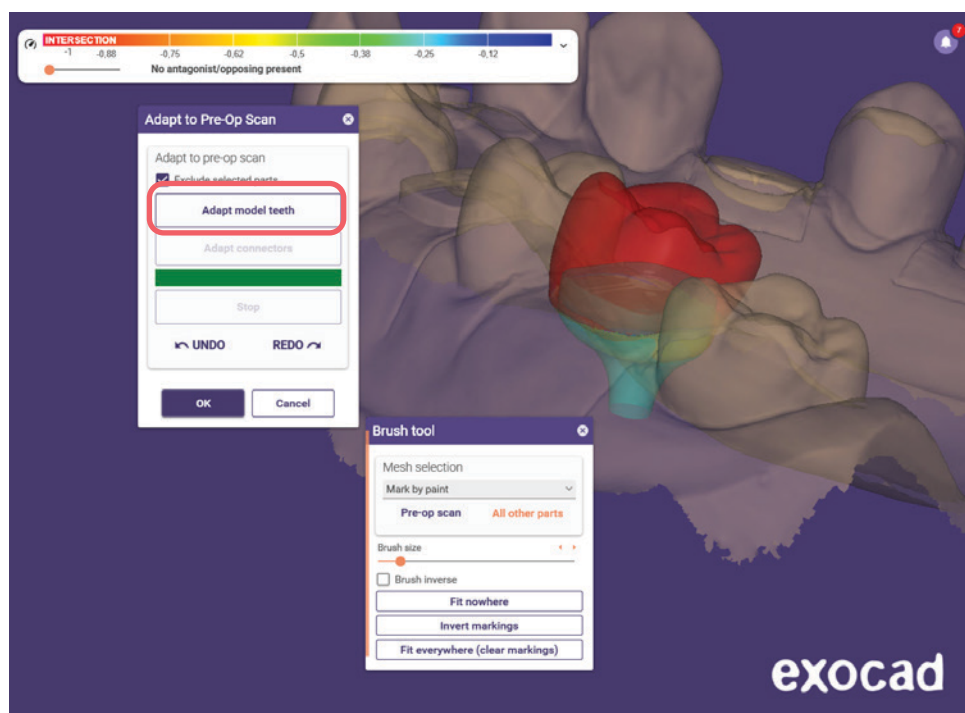 INTERSECTION
-1 -0,88 -0,75 -0,62 -0,5 -0,38 -0,25 -0,12
No antagonist/opposing present
7
Adapt to Pre-Op Scan
Adapt to pre-op scan
Exclude selected parts
Adapt model teeth
Adapt connectors
Stop
UNDO REDO
OK Cancel
Brush tool
Mesh selection
Mark by paint
Pre-op scan All other parts
Brush size
Brush inverse
Fit nowhere
Invert markings
Fit everywhere (clear markings)
exocad